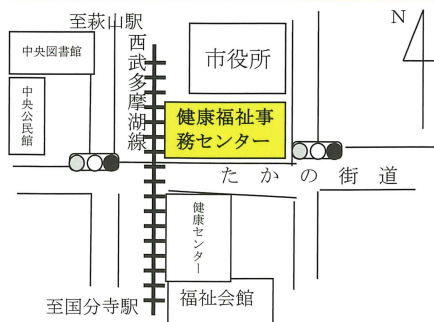 至萩山駅
N
中央図書館
西武多摩湖線
市役所
中央公民館
健康福祉事
務センター
たかの街道
健康センター
至国分寺駅
福祉会館